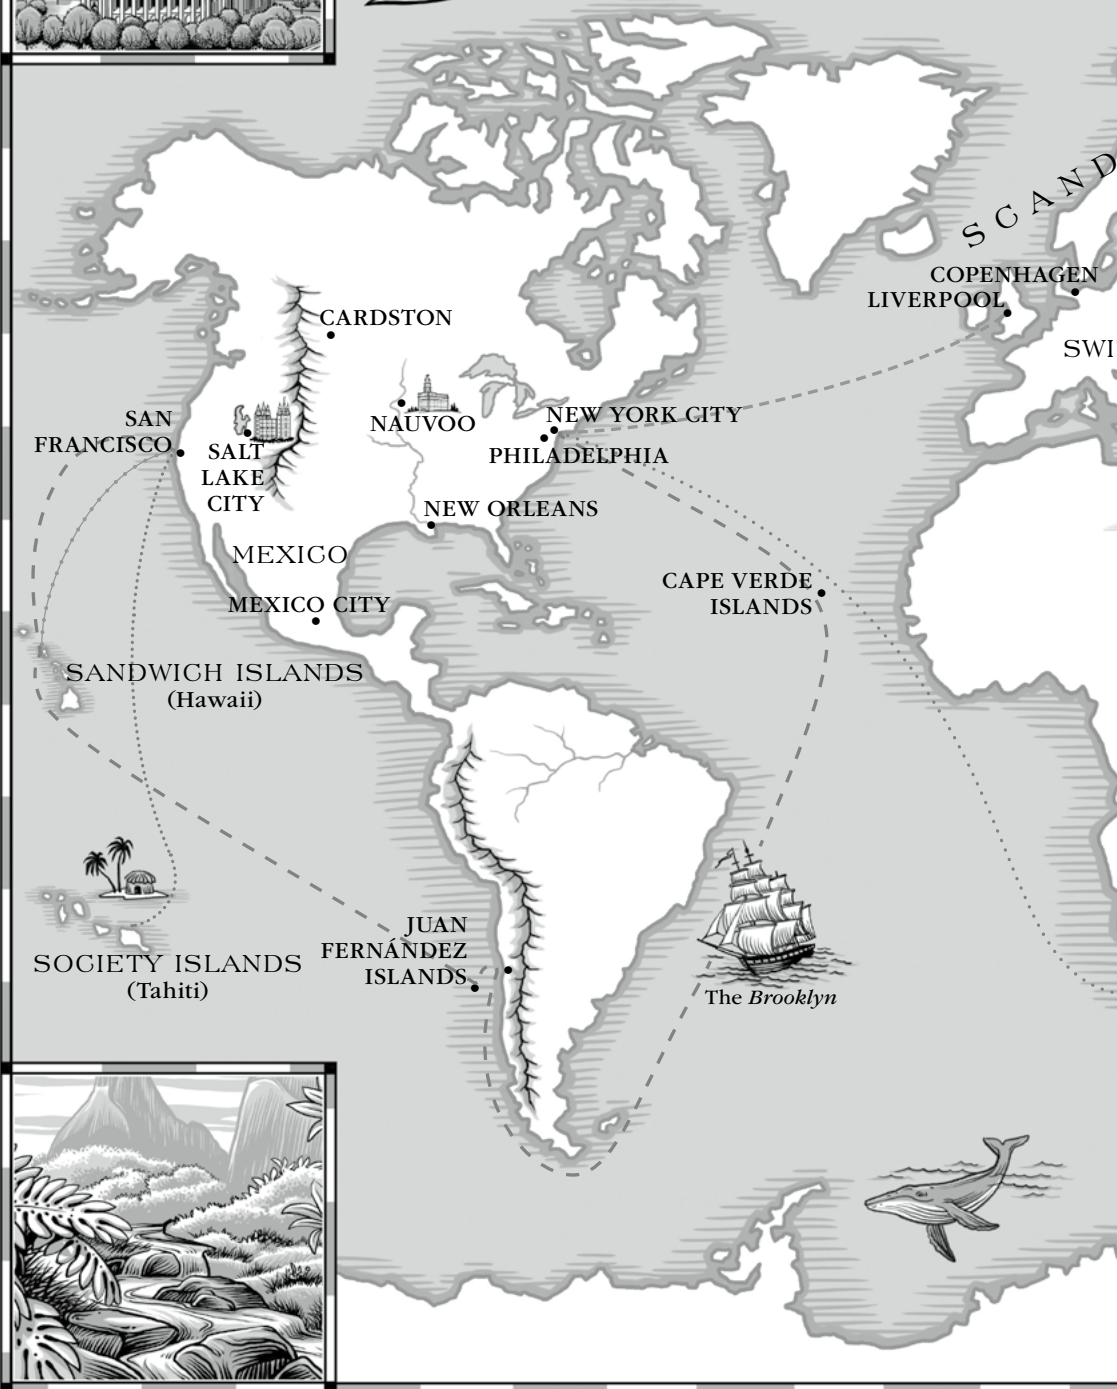 SCAND
COPENHAGEN
LIVERPOOL
SWI
CARDSTON
SAN
FRANCISCO
SALT
LAKE
CITY
NAUVOO
NEW YORK CITY
PHILADELPHIA
NEW ORLEANS
MEXICO
MEXICO CITY
CAPE VERDE
ISLANDS
SANDWICH ISLANDS
(Hawaii)
JUAN
FERNÁNDEZ
ISLANDS
SOCIETY ISLANDS
(Tahiti)
The Brooklyn